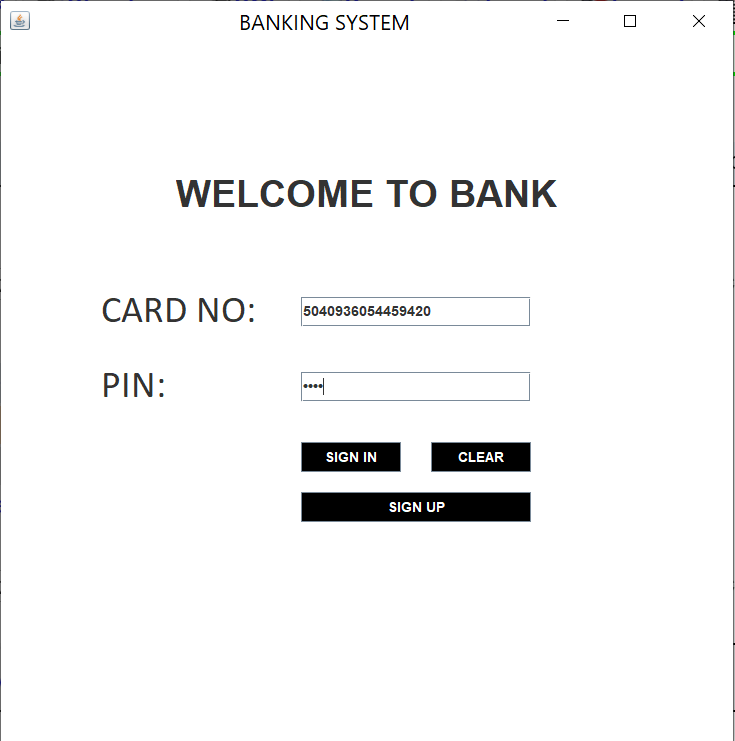 BANKING SYSTEM
WELCOME TO BANK
CARD NO: 5040936054459420
PIN: ••••
SIGN IN CLEAR
SIGN UP